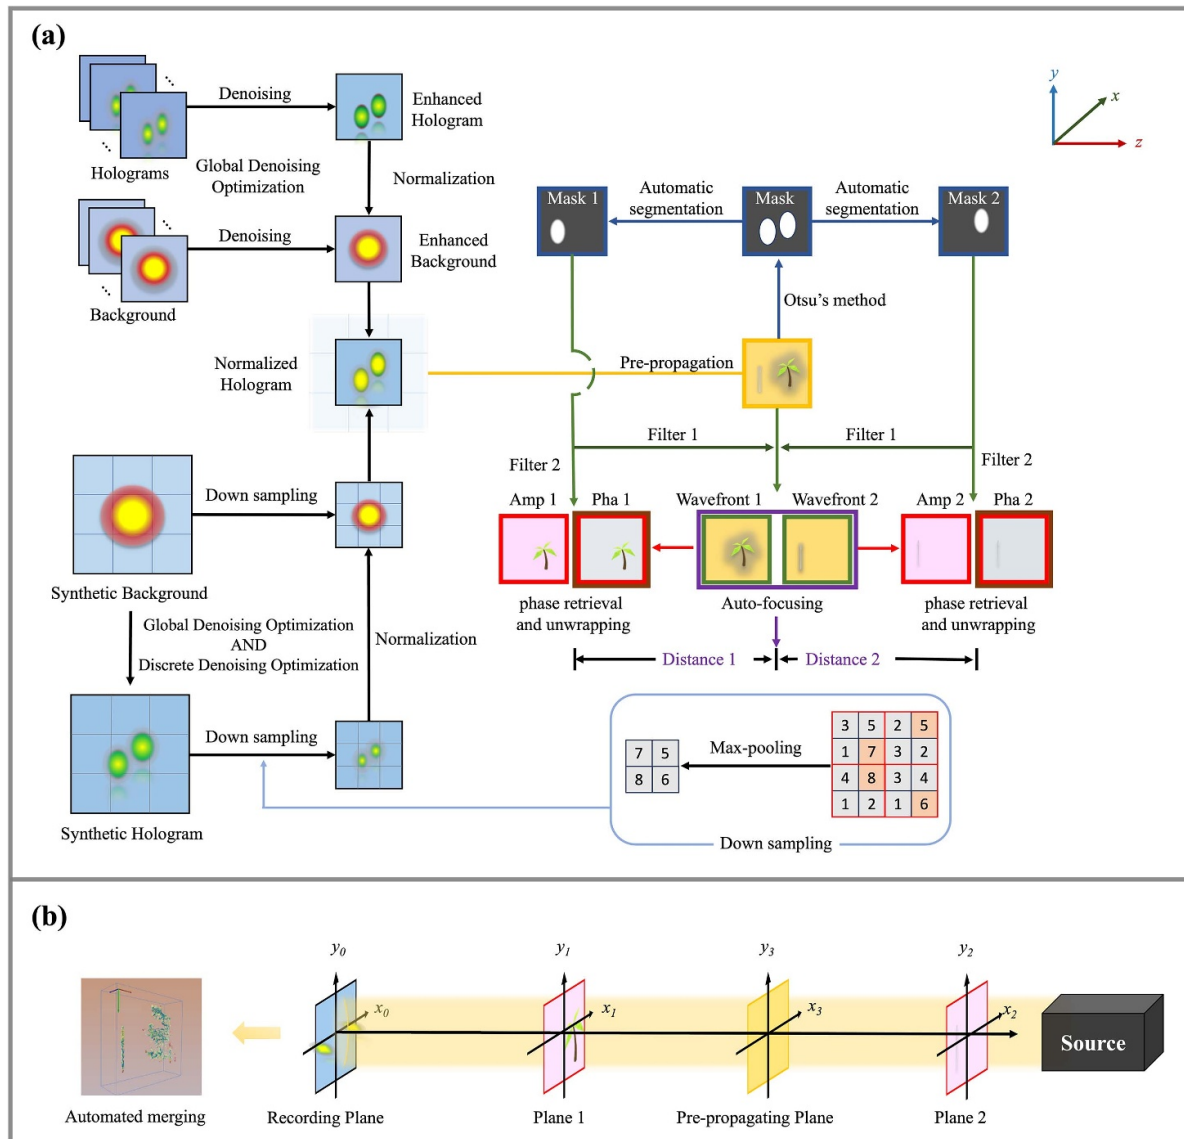 (a)
Holograms
Denoising
Enhanced
Hologram
Global Denoising
Optimization
Normalization
Background
Denoising
Enhanced
Background
Normalized
Hologram
y
x
z
Mask 1
Automatic
segmentation
Mask
Automatic
segmentation
Mask 2
Otsu's method
Pre-propagation
Filter 1
Filter 1
Filter 2
Filter 2
Amp 1
Pha 1
Wavefront 1
Wavefront 2
Amp 2
Pha 2
phase retrieval
and unwrapping
Auto-focusing
phase retrieval
and unwrapping
Distance 1
Distance 2
Synthetic Background
Down sampling
Global Denoising Optimization
AND
Discrete Denoising Optimization
Normalization
Synthetic Hologram
Down sampling
7 5
8 6
Max-pooling
3 5 2 5
1 7 3 2
4 8 3 4
1 2 1 6
Down sampling
(b)
y0
x0
y1
x1
y3
x3
y2
x2
Source
Automated merging
Recording Plane
Plane 1
Pre-propagating Plane
Plane 2